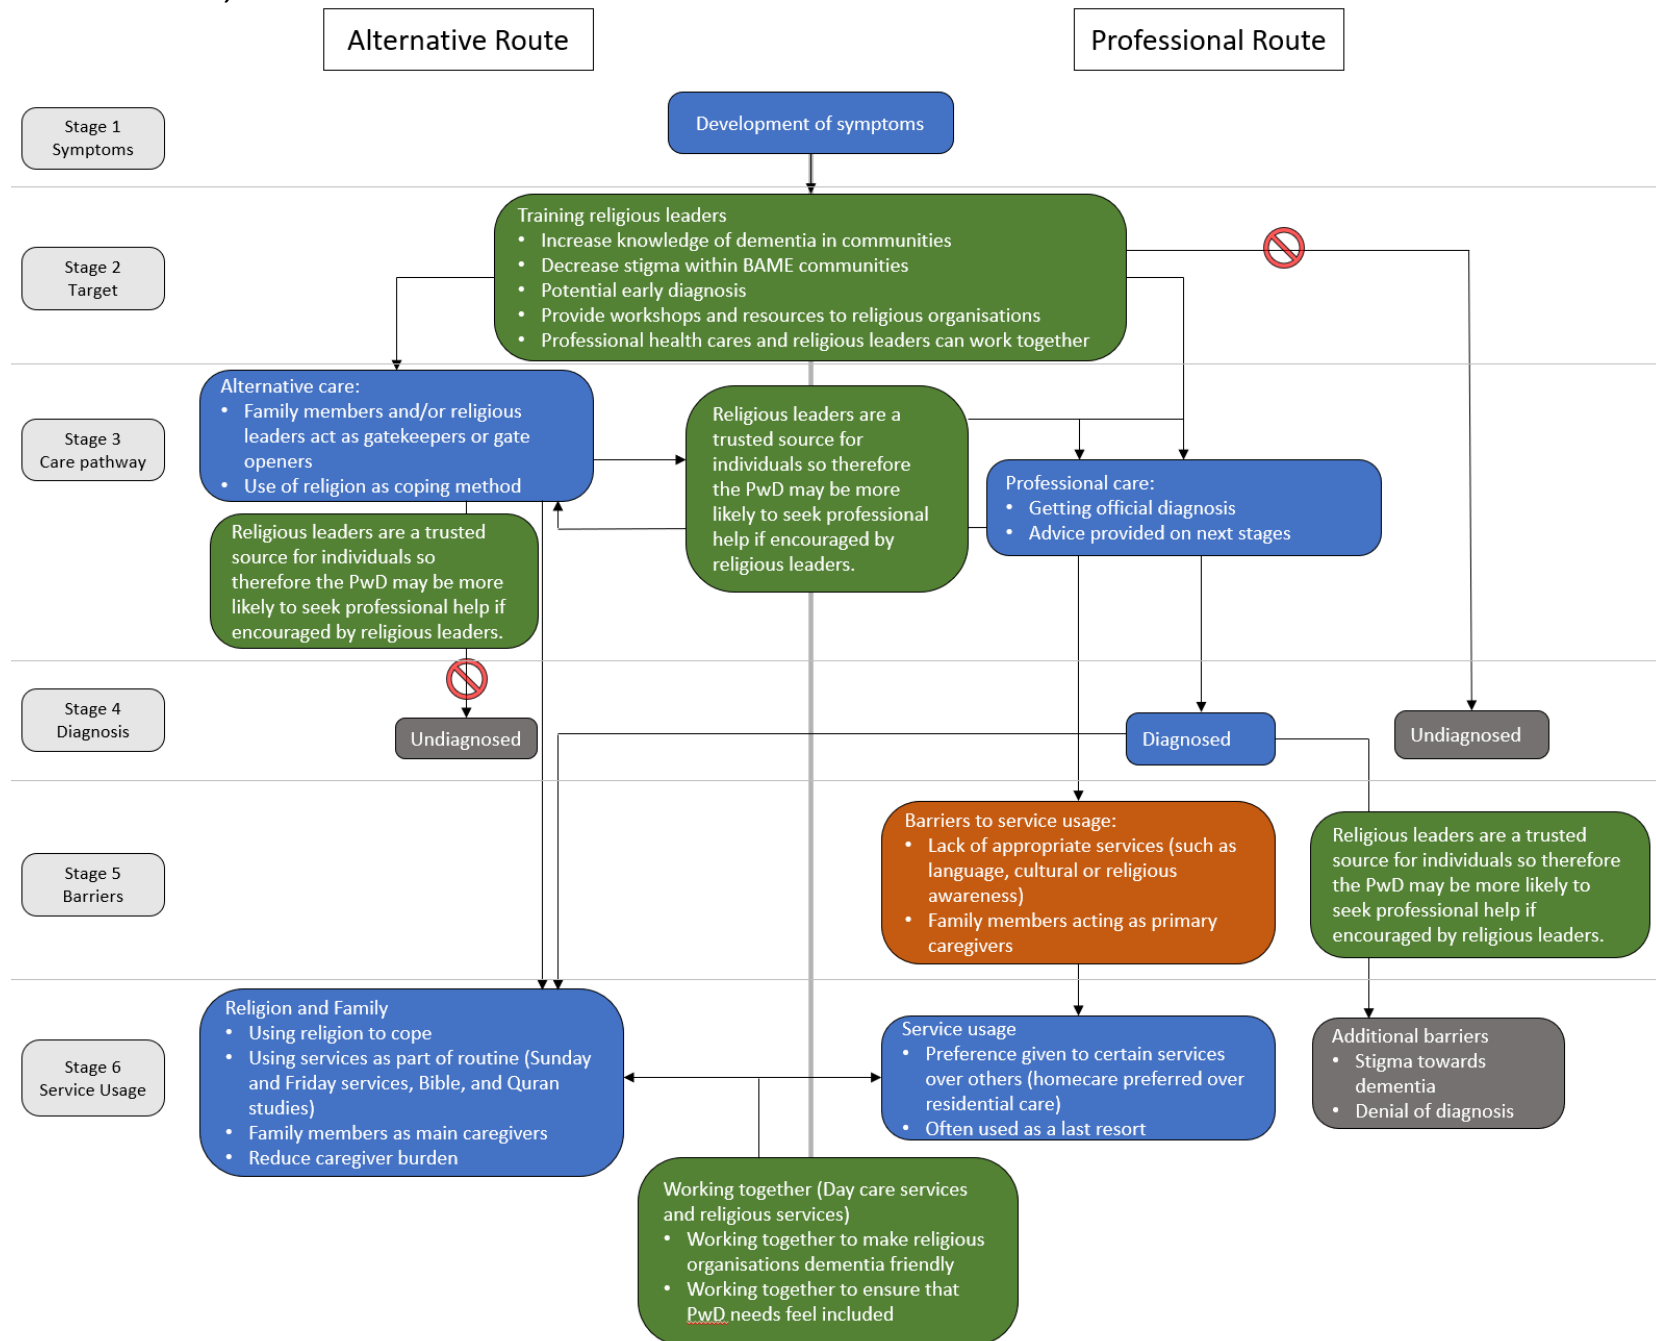 Alternative Route
Professional Route
Stage 1
Symptoms
Development of symptoms
Stage 2
Target
Training religious leaders
• Increase knowledge of dementia in communities
• Decrease stigma within BAME communities
• Potential early diagnosis
• Provide workshops and resources to religious organisations
• Professional health cares and religious leaders can work together
Stage 3
Care pathway
Alternative care:
• Family members and/or religious
leaders act as gatekeepers or gate
openers
• Use of religion as coping method
Religious leaders are a trusted
source for individuals so
therefore the PwD may be more
likely to seek professional help if
encouraged by religious leaders.
Religious leaders are a
trusted source for
individuals so therefore
the PwD may be more
likely to seek professional
help if encouraged by
religious leaders.
Professional care:
• Getting official diagnosis
• Advice provided on next stages
Stage 4
Diagnosis
Undiagnosed
Diagnosed
Undiagnosed
Stage 5
Barriers
Barriers to service usage:
• Lack of appropriate services (such as
language, cultural or religious
awareness)
• Family members acting as primary
caregivers
Religious leaders are a trusted
source for individuals so therefore
the PwD may be more likely to
seek professional help if
encouraged by religious leaders.
Stage 6
Service Usage
Religion and Family
• Using religion to cope
• Using services as part of routine (Sunday
and Friday services, Bible, and Quran
studies)
• Family members as main caregivers
• Reduce caregiver burden
Service usage
• Preference given to certain services
over others (homecare preferred over
residential care)
• Often used as a last resort
Additional barriers
• Stigma towards
dementia
• Denial of diagnosis
Working together (Day care services
and religious services)
• Working together to make religious
organisations dementia friendly
• Working together to ensure that
PwD needs feel included